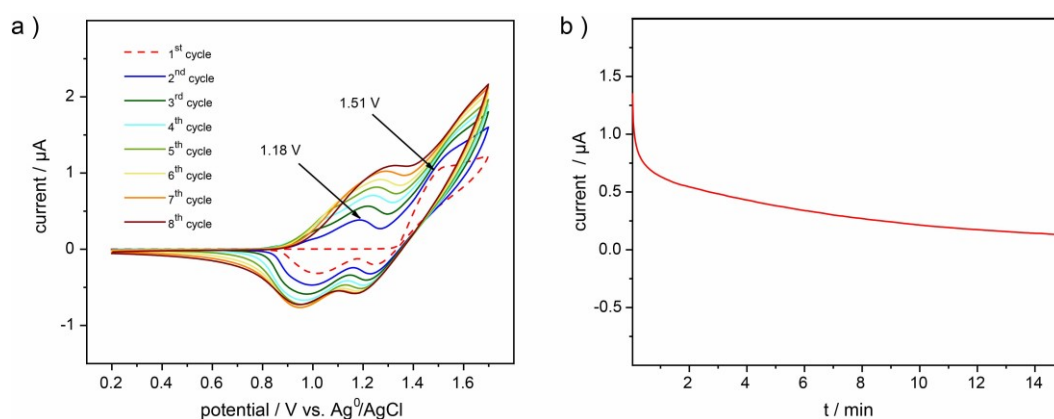 a )
1st cycle
2nd cycle
3rd cycle
4th cycle
5th cycle
6th cycle
7th cycle
8th cycle
1.18 V
1.51 V
current / µA
2
1
0
-1
0.2 0.4 0.6 0.8 1.0 1.2 1.4 1.6
potential / V vs. Ag0/AgCl
b )
current / µA
1.5
1.0
0.5
0.0
-0.5
2 4 6 8 10 12 14
t / min